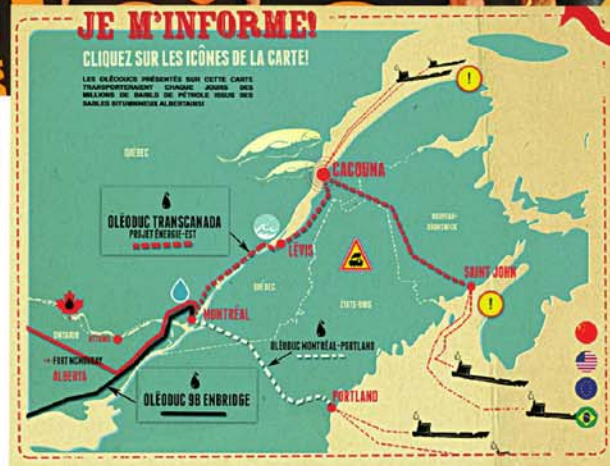 JE M'INFORME!
CLIQUEZ SUR LES ICÔNES DE LA CARTE!
LES OLÉODUCS PRÉSENTÉS SUR CETTE CARTE
TRANSPORTERAIENT CHAQUE JOURS DES
MILLIONS DE BARILS DE PÉTROLE ISSUS DES
SABLES BITUMINEUX ALBERTAINS!
!
QUÉBEC
CACOUNA
OLÉODUC TRANSCANADA
PROJET ÉNERGIE-EST
NOUVEAU-
BRUNSWICK
LÉVIS
SAINT JOHN
QUÉBEC
ÉTATS-UNIS
!
MONTRÉAL
ONTARIO
OTTAWA
OLÉODUC MONTRÉAL-PORTLAND
FORT MCMURRAY
ALBERTA
OLÉODUC 9B ENBRIDGE
PORTLAND